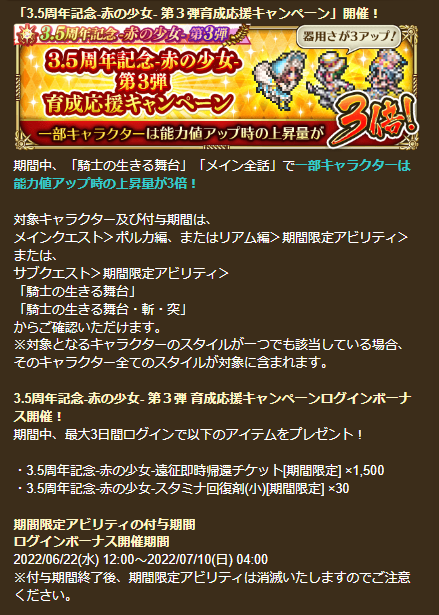 「3.5周年記念-赤の少女- 第３弾育成応援キャンペーン」開催！
3.5周年記念-赤の少女- 第3弾
器用さが3アップ！
3.5周年記念-赤の少女-
第3弾
育成応援キャンペーン
一部キャラクターは能力値アップ時の上昇量が
3倍！
期間中、「騎士の生きる舞台」「メイン全話」で一部キャラクターは
能力値アップ時の上昇量が3倍！
対象キャラクター及び付与期間は、
メインクエスト＞ポルカ編、またはリアム編＞期間限定アビリティ＞
または、
サブクエスト＞期間限定アビリティ＞
「騎士の生きる舞台」
「騎士の生きる舞台・斬・突」
からご確認いただけます。
※対象となるキャラクターのスタイルが一つでも該当している場合、
そのキャラクター全てのスタイルが対象に含まれます。
3.5周年記念-赤の少女- 第３弾 育成応援キャンペーンログインボーナ
ス開催！
期間中、最大3日間ログインで以下のアイテムをプレゼント！
・3.5周年記念-赤の少女-遠征即時帰還チケット[期間限定] ×1,500
・3.5周年記念-赤の少女-スタミナ回復剤(小)[期間限定] ×30
期間限定アビリティの付与期間
ログインボーナス開催期間
2022/06/22(水) 12:00～2022/07/10(日) 04:00
※付与期間終了後、期間限定アビリティは消滅いたしますのでご注意
ください。